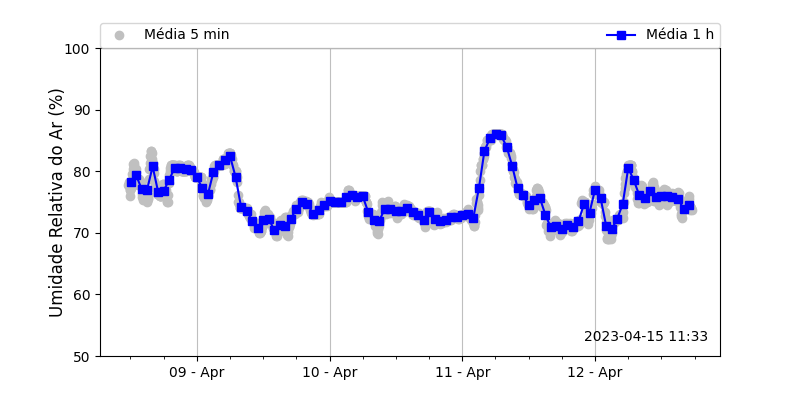 Média 5 min
Média 1 h
100
90
80
70
60
50
Umidade Relativa do Ar (%)
2023-04-15 11:33
09 - Apr
10 - Apr
11 - Apr
12 - Apr